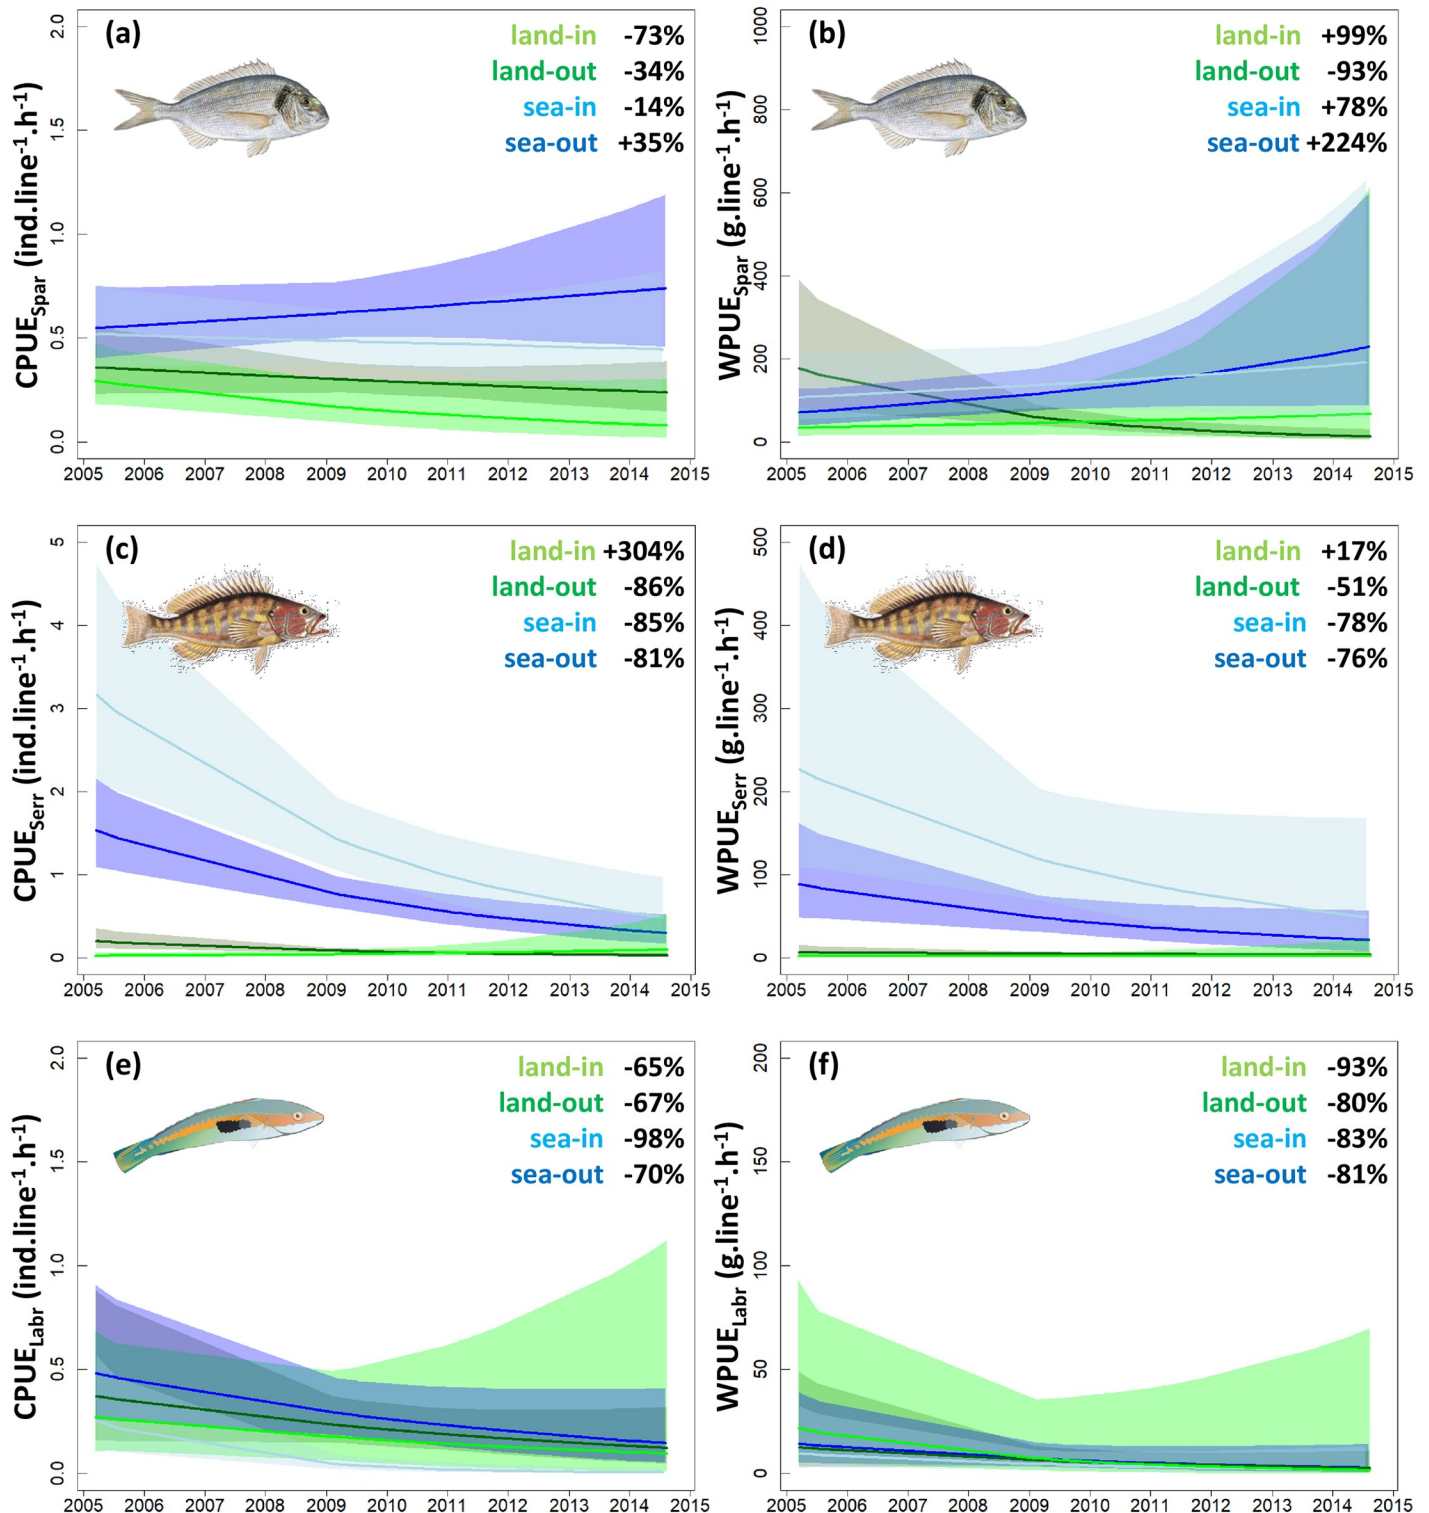 (a)
land-in -73%
land-out -34%
sea-in -14%
sea-out +35%
CPUE_Spar (ind.line⁻¹.h⁻¹)
2.0
1.5
1.0
0.5
0.0
2005 2006 2007 2008 2009 2010 2011 2012 2013 2014 2015
(b)
land-in +99%
land-out -93%
sea-in +78%
sea-out +224%
WPUE_Spar (g.line⁻¹.h⁻¹)
1000
800
600
400
200
0
2005 2006 2007 2008 2009 2010 2011 2012 2013 2014 2015
(c)
land-in +304%
land-out -86%
sea-in -85%
sea-out -81%
CPUE_Serr (ind.line⁻¹.h⁻¹)
5
4
3
2
1
0
2005 2006 2007 2008 2009 2010 2011 2012 2013 2014 2015
(d)
land-in +17%
land-out -51%
sea-in -78%
sea-out -76%
WPUE_Serr (g.line⁻¹.h⁻¹)
500
400
300
200
100
0
2005 2006 2007 2008 2009 2010 2011 2012 2013 2014 2015
(e)
land-in -65%
land-out -67%
sea-in -98%
sea-out -70%
CPUE_Labr (ind.line⁻¹.h⁻¹)
2.0
1.5
1.0
0.5
0.0
2005 2006 2007 2008 2009 2010 2011 2012 2013 2014 2015
(f)
land-in -93%
land-out -80%
sea-in -83%
sea-out -81%
WPUE_Labr (g.line⁻¹.h⁻¹)
200
150
100
50
0
2005 2006 2007 2008 2009 2010 2011 2012 2013 2014 2015